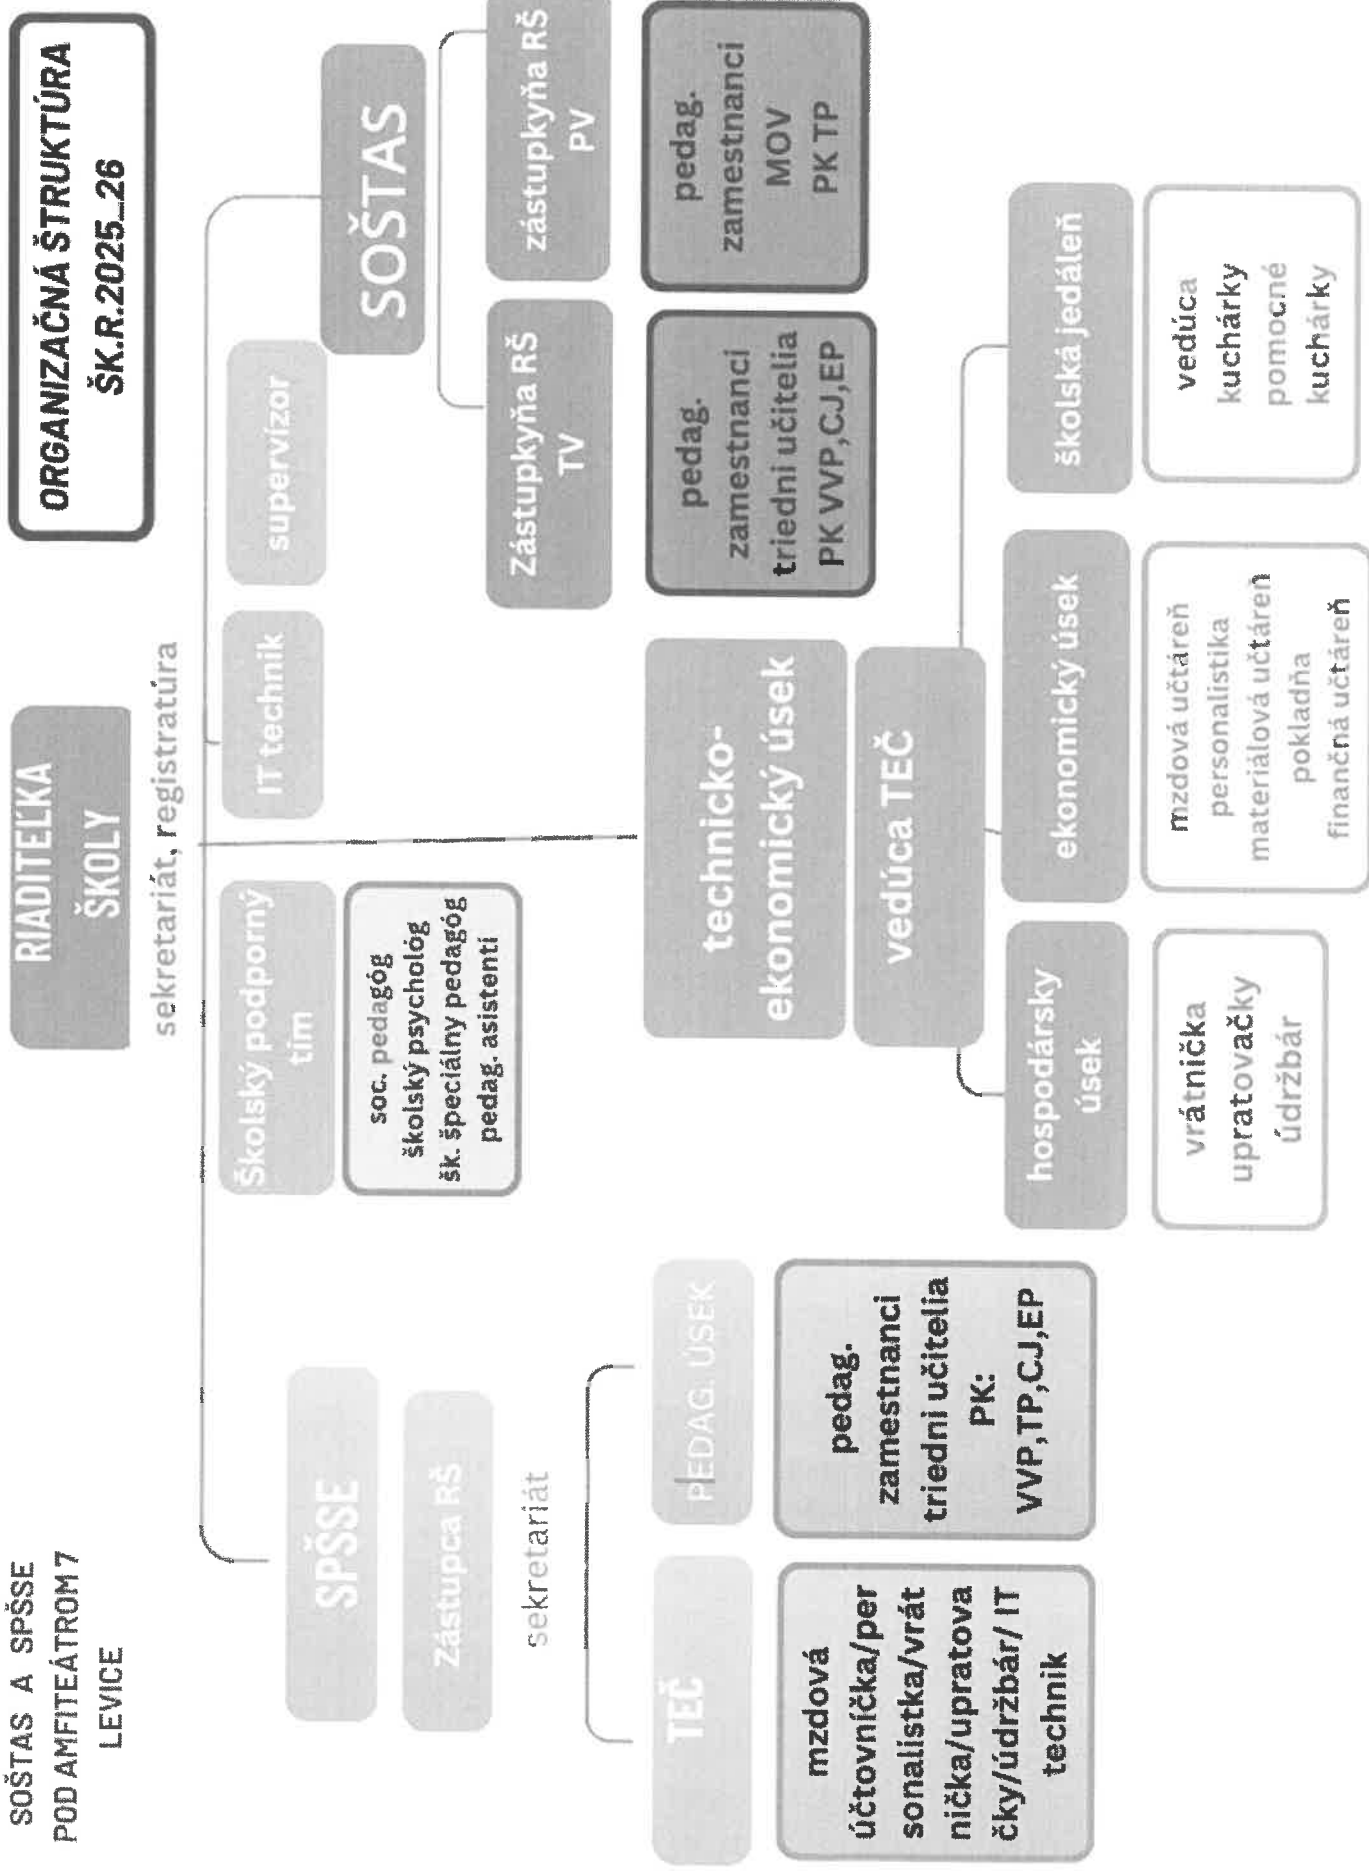 SOŠTAS A SPŠSE
POD AMFITEÁTROM 7
LEVICE
RIADITEĽKA
ŠKOLY
sekretariát, registratúra
ORGANIZAČNÁ ŠTRUKTÚRA
ŠK.R.2025_26
SPŠSE
Zástupca RŠ
sekretariát
TEČ
mzdová
účtovníčka/per
sonalistka/vrát
nička/upratova
čky/údržbár/ IT
technik
PEDAG. ÚSEK
pedag.
zamestnanci
triedni učitelia
PK:
VVP,TP,CJ,EP
Školský podporný
tím
soc. pedagóg
školský psychológ
šk. špeciálny pedagóg
pedag. asistenti
IT technik
supervízor
SOŠTAS
Zástupkyňa RŠ
TV
pedag.
zamestnanci
triedni učitelia
PK VVP,CJ,EP
zástupkyňa RŠ
PV
pedag.
zamestnanci
MOV
PK TP
technicko-
ekonomický úsek
vedúca TEČ
hospodársky
úsek
vrátnička
upratovačky
údržbár
ekonomický úsek
mzdová učtáreň
personalistika
materiálová učtáreň
pokladňa
finančná učtáreň
školská jedáleň
vedúca
kuchárky
pomocné
kuchárky